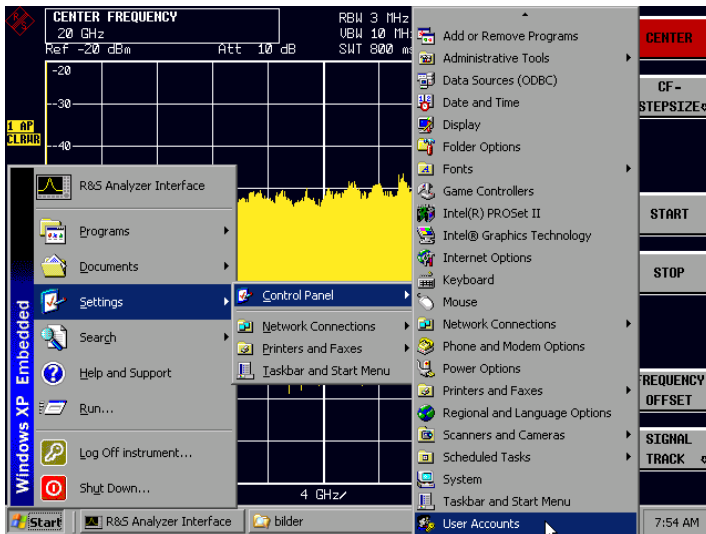 CENTER FREQUENCY
20 GHz
Ref -20 dBm
Att 10 dB
RBW 3 MHz
VBW 10 MH
SWT 800 ms
-20
-30
-40
1 AP
CLRWR
4 GHz/
CENTER
CF-
STEPSIZE
START
STOP
FREQUENCY
OFFSET
SIGNAL
TRACK
Windows XP Embedded
R&S Analyzer Interface
Programs
Documents
Settings
Search
Help and Support
Run...
Log Off instrument...
Shut Down...
Control Panel
Network Connections
Printers and Faxes
Taskbar and Start Menu
Add or Remove Programs
Administrative Tools
Data Sources (ODBC)
Date and Time
Display
Folder Options
Fonts
Game Controllers
Intel(R) PROSet II
Intel® Graphics Technology
Internet Options
Keyboard
Mouse
Network Connections
Phone and Modem Options
Power Options
Printers and Faxes
Regional and Language Options
Scanners and Cameras
Scheduled Tasks
System
Taskbar and Start Menu
User Accounts
Start
R&S Analyzer Interface
bilder
7:54 AM